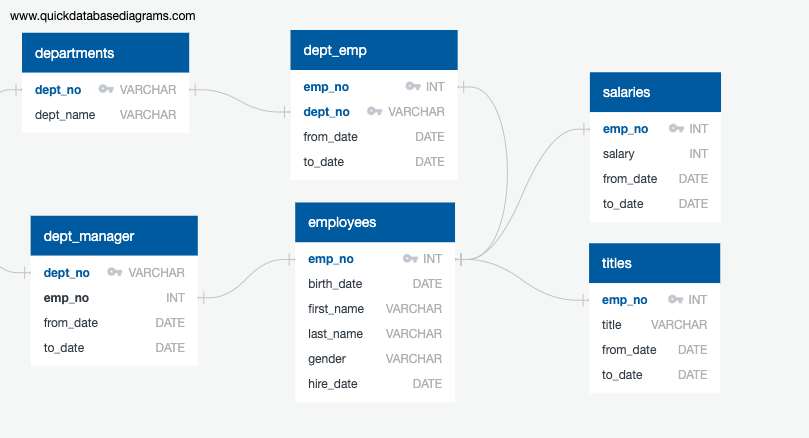 www.quickdatabasediagrams.com
departments
dept_no VARCHAR
dept_name VARCHAR
dept_emp
emp_no INT
dept_no VARCHAR
from_date DATE
to_date DATE
salaries
emp_no INT
salary INT
from_date DATE
to_date DATE
dept_manager
dept_no VARCHAR
emp_no INT
from_date DATE
to_date DATE
employees
emp_no INT
birth_date DATE
first_name VARCHAR
last_name VARCHAR
gender VARCHAR
hire_date DATE
titles
emp_no INT
title VARCHAR
from_date DATE
to_date DATE